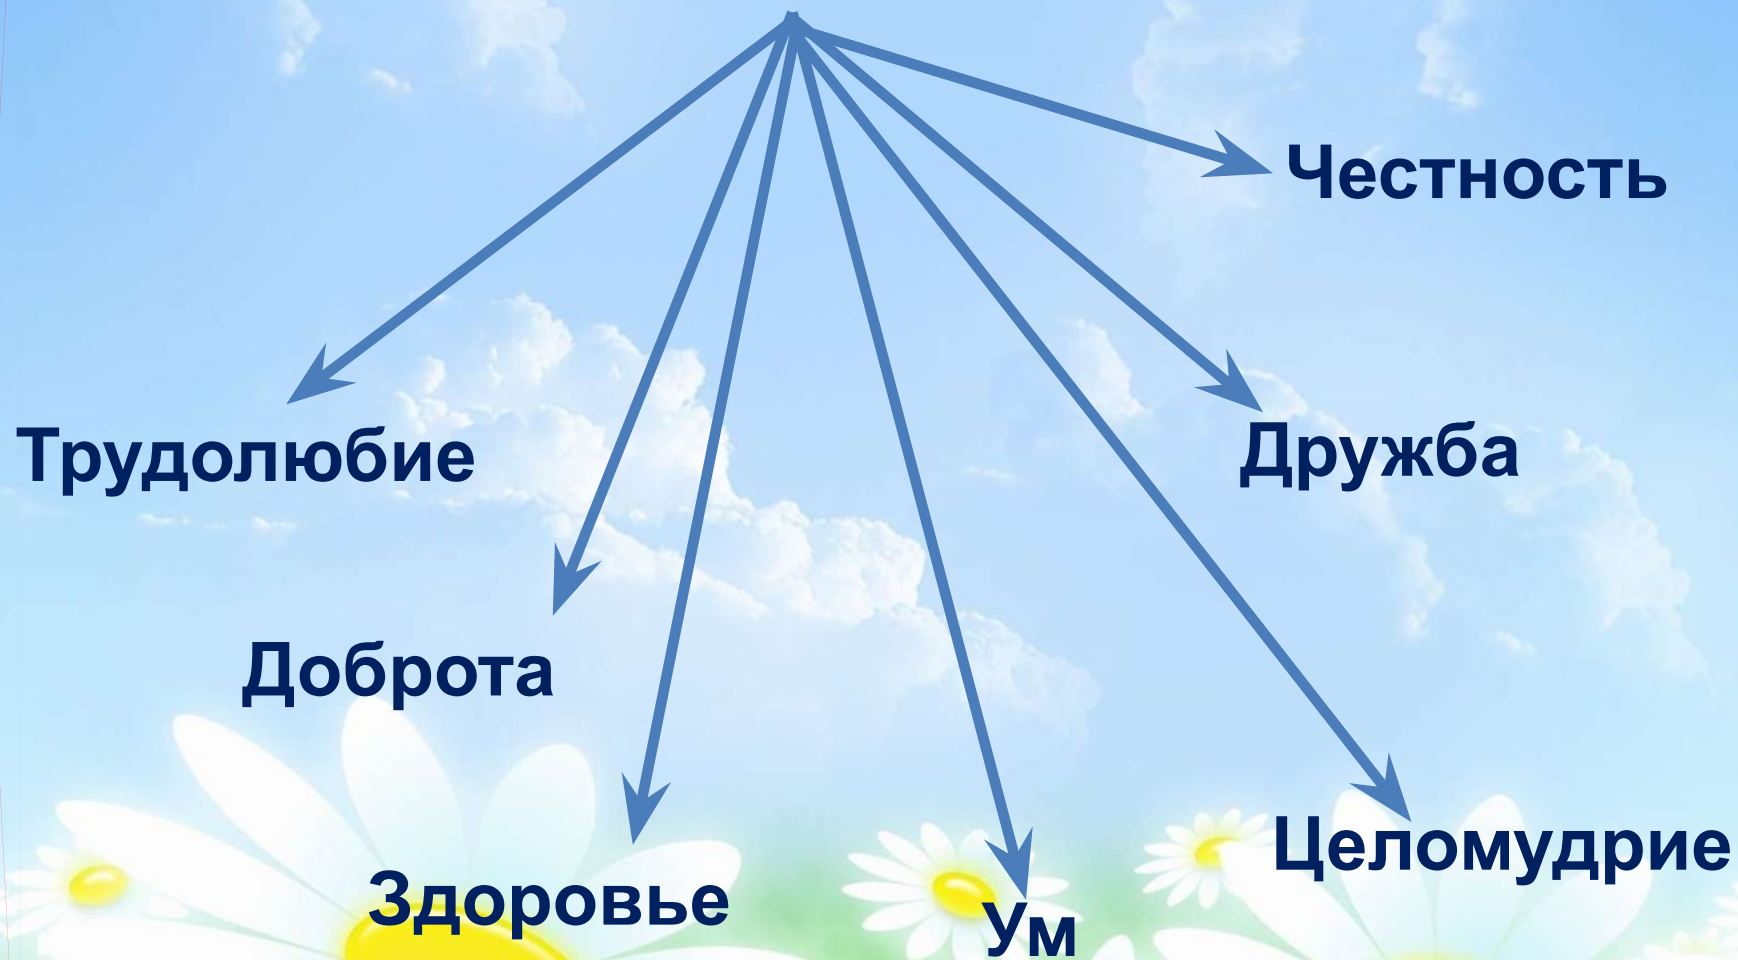 Честность
Трудолюбие
Дружба
Доброта
Целомудрие
Здоровье
Ум